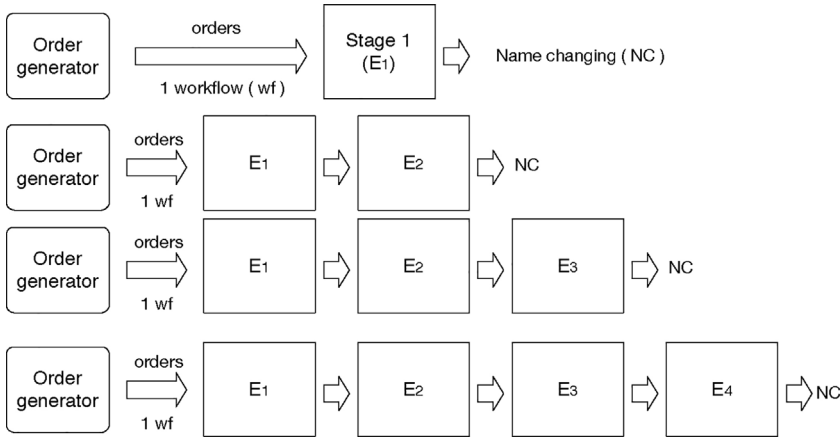 Order
generator
orders
1 workflow ( wf )
Stage 1
(E1)
Name changing ( NC )
Order
generator
orders
1 wf
E1
E2
NC
Order
generator
orders
1 wf
E1
E2
E3
NC
Order
generator
orders
1 wf
E1
E2
E3
E4
NC